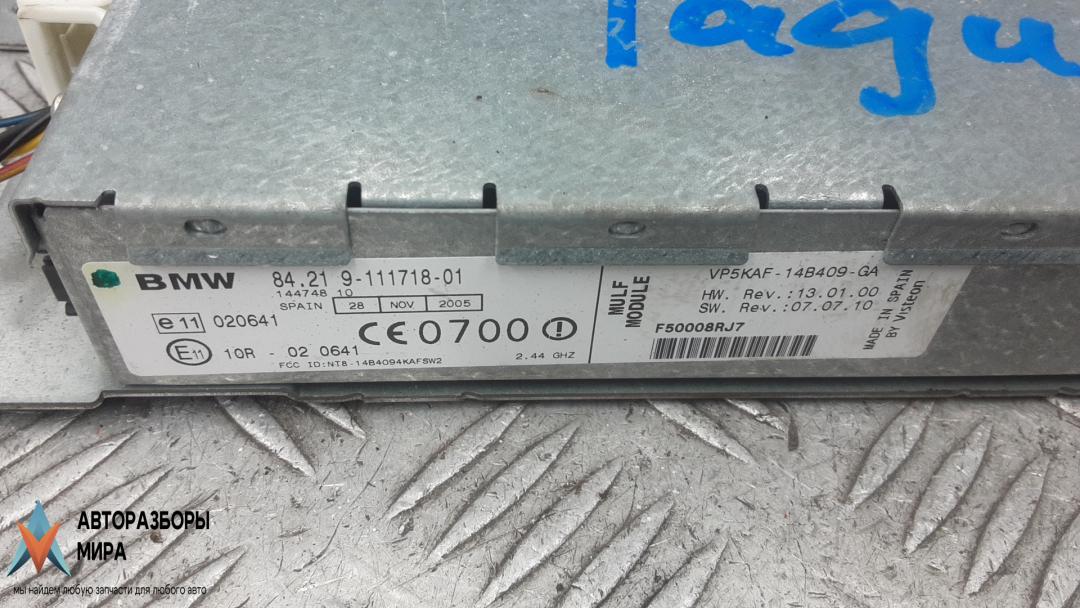 Taqu
BMW 84.21 9-111718-01
144748 10
SPAIN 28 NOV 2005
e11 020641
E11 10R - 02 0641
CE0700
FCC ID:NT8-14B4094KAFSW2
2.44 GHZ
MULF
MODULE
VP5KAF-14B409-GA
HW. Rev.:13.01.00
SW. Rev.:07.07.10
F50008RJ7
MADE IN SPAIN
BY Visteon
АВТОРАЗБОРЫ
МИРА
мы найдем любую запчасти для любого авто